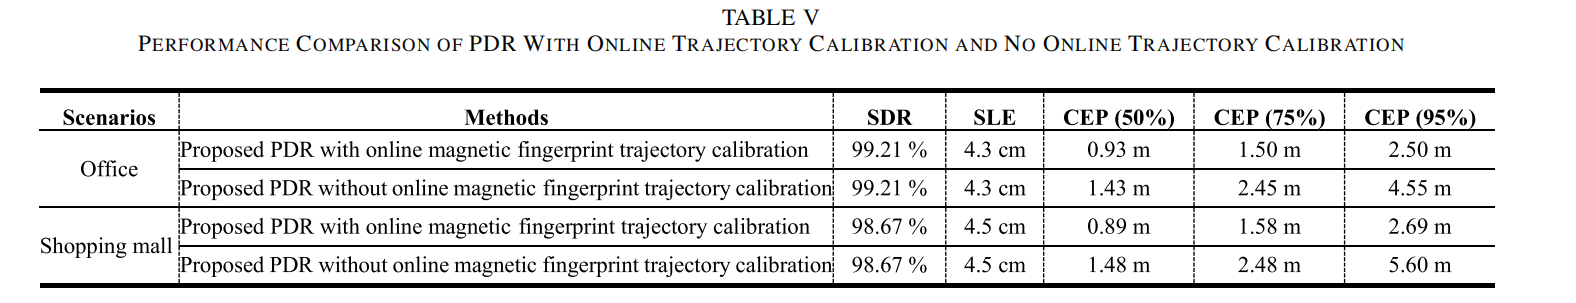 TABLE V
PERFORMANCE COMPARISON OF PDR WITH ONLINE TRAJECTORY CALIBRATION AND NO ONLINE TRAJECTORY CALIBRATION
Scenarios Methods SDR SLE CEP (50%) CEP (75%) CEP (95%)
Office
Proposed PDR with online magnetic fingerprint trajectory calibration 99.21 % 4.3 cm 0.93 m 1.50 m 2.50 m
Proposed PDR without online magnetic fingerprint trajectory calibration 99.21 % 4.3 cm 1.43 m 2.45 m 4.55 m
Shopping mall
Proposed PDR with online magnetic fingerprint trajectory calibration 98.67 % 4.5 cm 0.89 m 1.58 m 2.69 m
Proposed PDR without online magnetic fingerprint trajectory calibration 98.67 % 4.5 cm 1.48 m 2.48 m 5.60 m